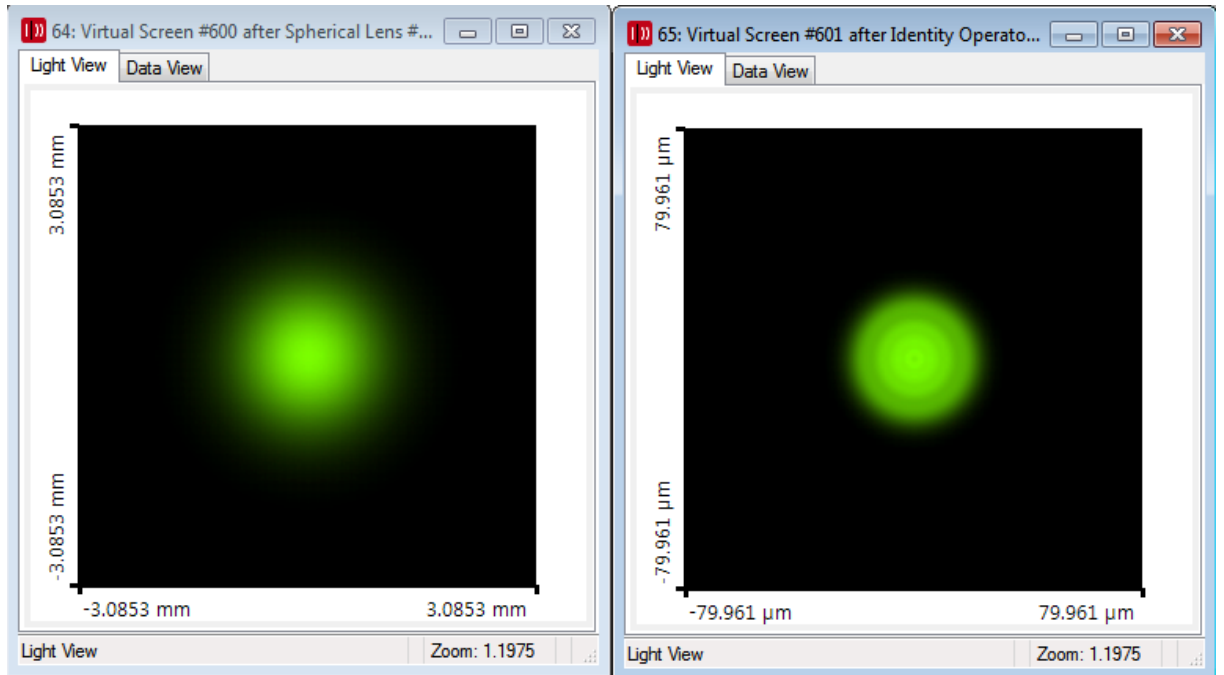 64: Virtual Screen #600 after Spherical Lens #...
Light View
Data View
3.0853 mm
-3.0853 mm
-3.0853 mm
3.0853 mm
Light View
Zoom: 1.1975
65: Virtual Screen #601 after Identity Operato...
Light View
Data View
79.961 µm
-79.961 µm
-79.961 µm
79.961 µm
Light View
Zoom: 1.1975